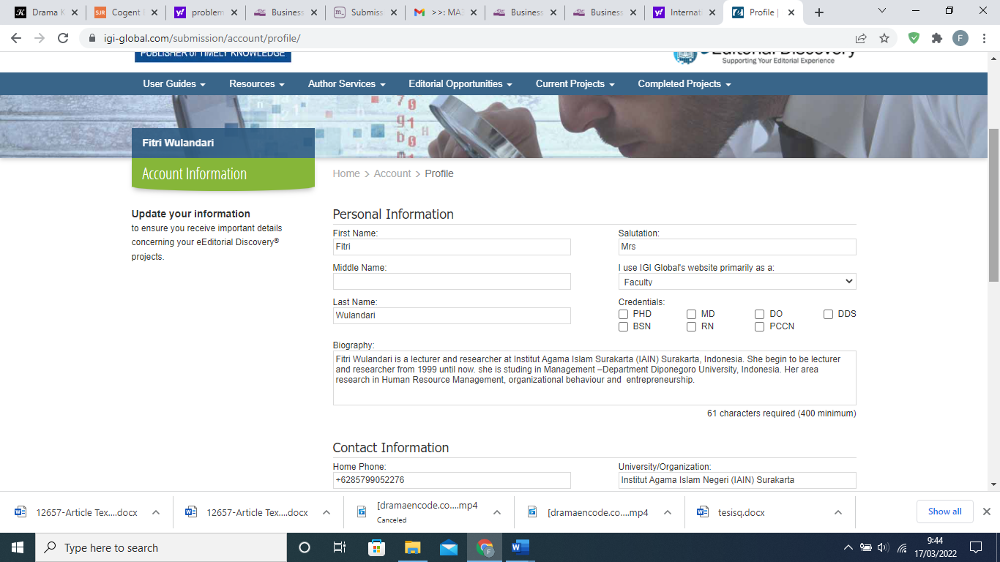 Drama K
SJR Cogent
problem
Business
Submiss
>>: MA
Business
Business
Internati
Profile |
igi-global.com/submission/account/profile/
F
PUBLISHER of TIMELY KNOWLEDGE
eEditorial Discovery
Supporting Your Editorial Experience
User Guides
Resources
Author Services
Editorial Opportunities
Current Projects
Completed Projects
Fitri Wulandari
Account Information
Home > Account > Profile
Update your information
to ensure you receive important details
concerning your eEditorial Discovery®
projects.
Personal Information
First Name:
Fitri
Salutation:
Mrs
Middle Name:
I use IGI Global's website primarily as a:
Faculty
Last Name:
Wulandari
Credentials:
PHD MD DO DDS
BSN RN PCCN
Biography:
Fitri Wulandari is a lecturer and researcher at Institut Agama Islam Surakarta (IAIN) Surakarta, Indonesia. She begin to be lecturer
and researcher from 1999 until now. she is studing in Management –Department Diponegoro University, Indonesia. Her area
research in Human Resource Management, organizational behaviour and  entrepreneurship.
61 characters required (400 minimum)
Contact Information
Home Phone:
+6285799052276
University/Organization:
Institut Agama Islam Negeri (IAIN) Surakarta
12657-Article Tex....docx
12657-Article Tex....docx
[dramaencode.co....mp4
Canceled
[dramaencode.co....mp4
tesisq.docx
Show all
Type here to search
9:44
17/03/2022